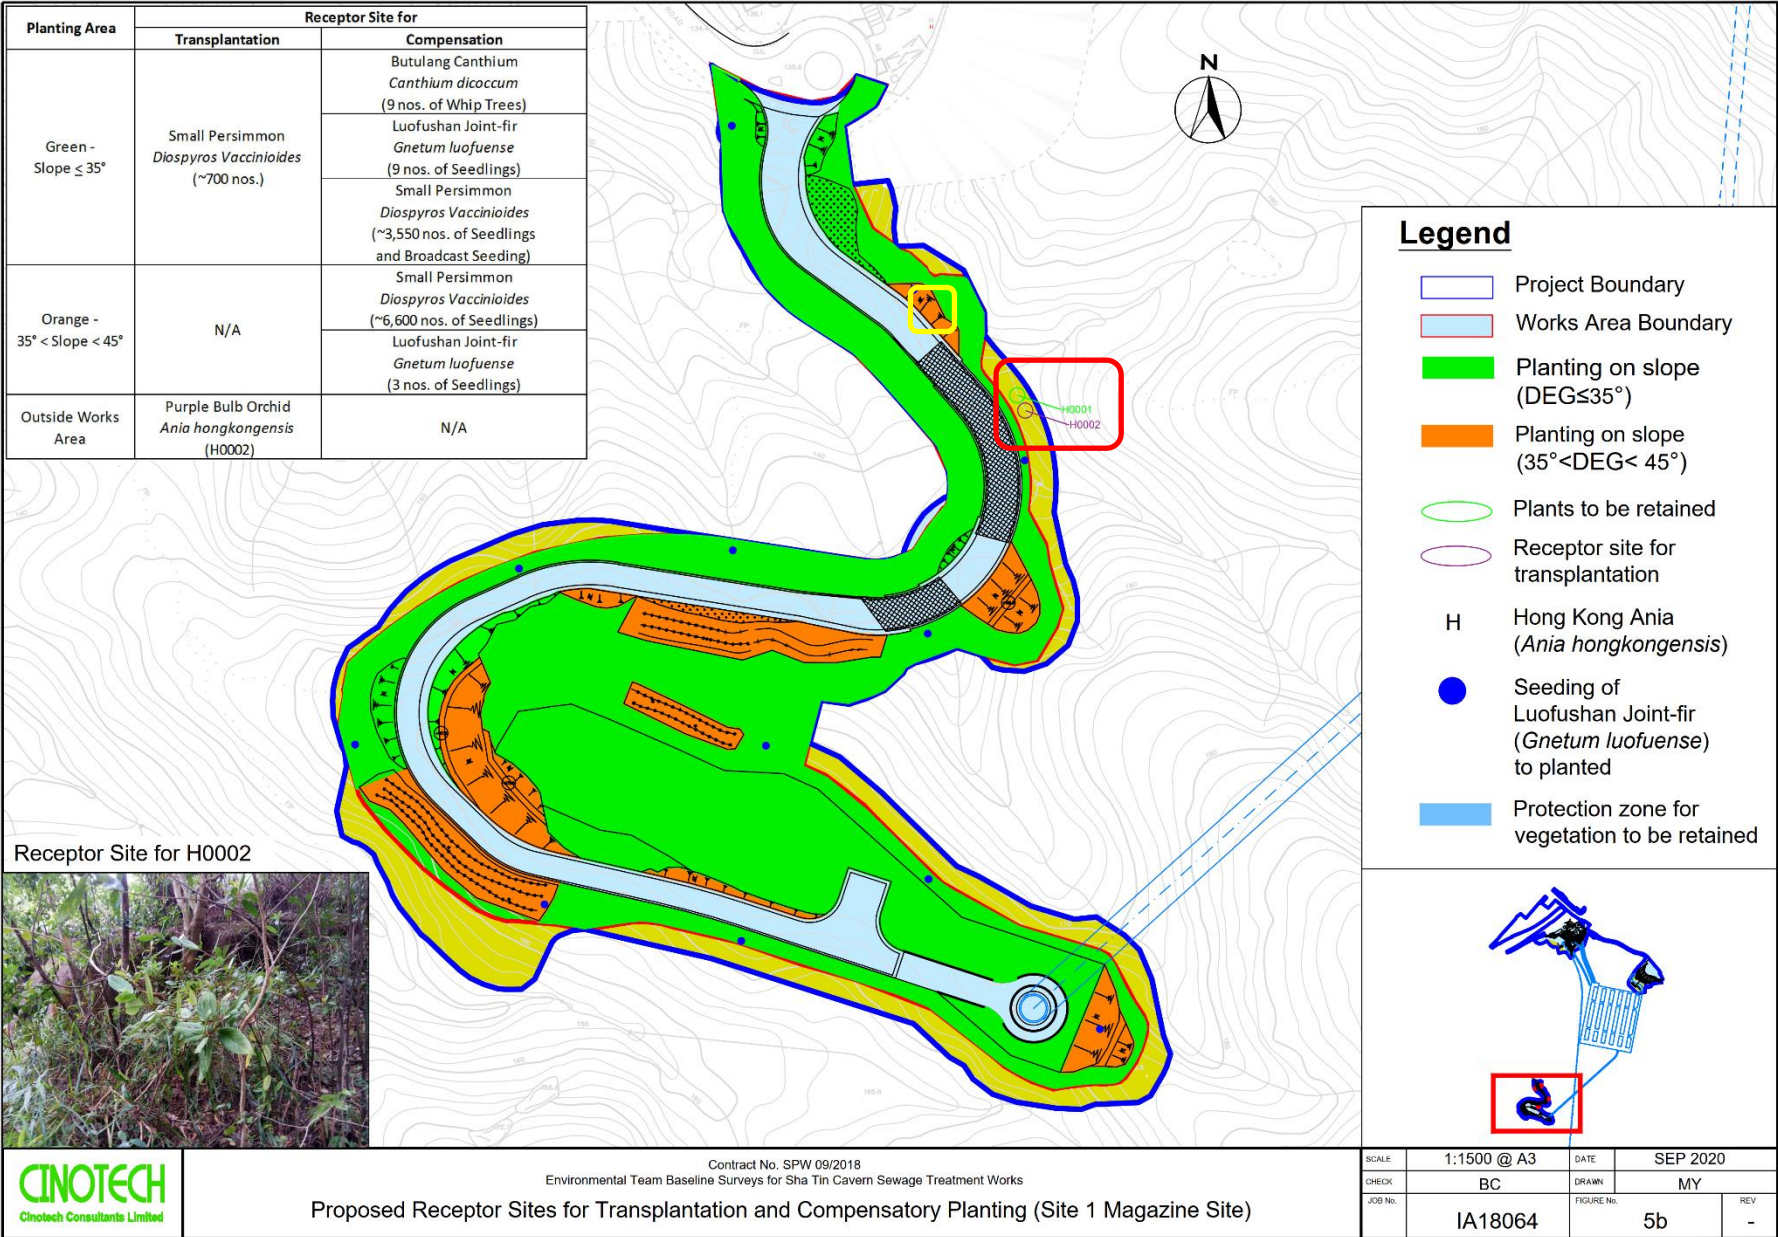 Planting Area
Receptor Site for
Transplantation
Compensation
Green -
Slope ≤ 35°
Small Persimmon
Diospyros Vaccinioides
(~700 nos.)
Butulang Canthium
Canthium dicoccum
(9 nos. of Whip Trees)
Luofushan Joint-fir
Gnetum luofuense
(9 nos. of Seedlings)
Small Persimmon
Diospyros Vaccinioides
(~3,550 nos. of Seedlings
and Broadcast Seeding)
Orange -
35° < Slope < 45°
N/A
Small Persimmon
Diospyros Vaccinioides
(~6,600 nos. of Seedlings)
Luofushan Joint-fir
Gnetum luofuense
(3 nos. of Seedlings)
Outside Works
Area
Purple Bulb Orchid
Ania hongkongensis
(H0002)
N/A
N
H0001
H0002
Legend
Project Boundary
Works Area Boundary
Planting on slope
(DEG≤35°)
Planting on slope
(35°<DEG< 45°)
Plants to be retained
Receptor site for
transplantation
H
Hong Kong Ania
(Ania hongkongensis)
Seeding of
Luofushan Joint-fir
(Gnetum luofuense)
to planted
Protection zone for
vegetation to be retained
Receptor Site for H0002
CINOTECH
Cinotech Consultants Limited
Contract No. SPW 09/2018
Environmental Team Baseline Surveys for Sha Tin Cavern Sewage Treatment Works
Proposed Receptor Sites for Transplantation and Compensatory Planting (Site 1 Magazine Site)
SCALE 1:1500 @ A3 DATE SEP 2020
CHECK BC DRAWN MY
JOB No. IA18064 FIGURE No. 5b REV -